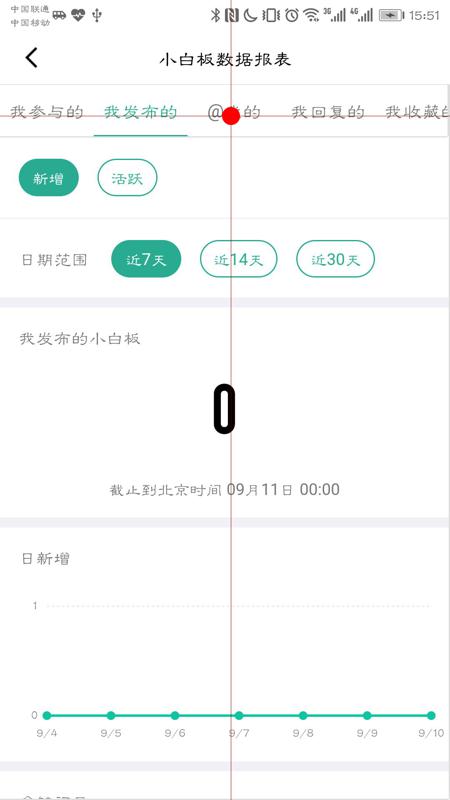 中国联通
中国移动
3G 4G 15:51
小白板数据报表
我参与的 我发布的 @ 的 我回复的 我收藏的
新增 活跃
日期范围 近7天 近14天 近30天
我发布的小白板
0
截止到北京时间 09月11日 00:00
日新增
1
0
9/4 9/5 9/6 9/7 9/8 9/9 9/10